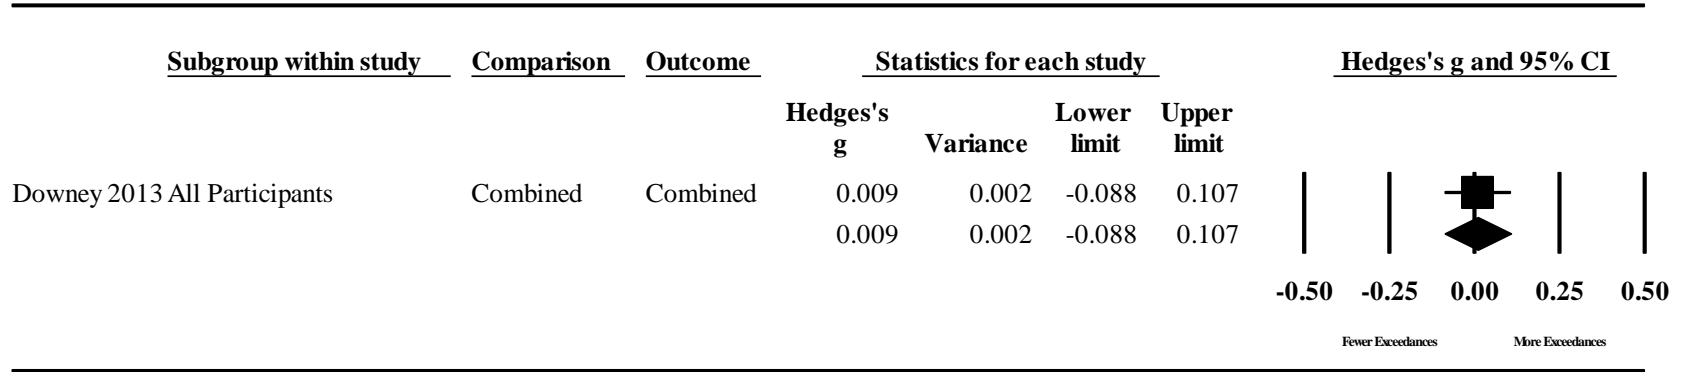 Subgroup within study Comparison Outcome Statistics for each study Hedges's g and 95% CI
Hedges's g Variance Lower limit Upper limit
Downey 2013 All Participants Combined Combined 0.009 0.002 -0.088 0.107
0.009 0.002 -0.088 0.107
-0.50 -0.25 0.00 0.25 0.50
Fewer Exceedances More Exceedances